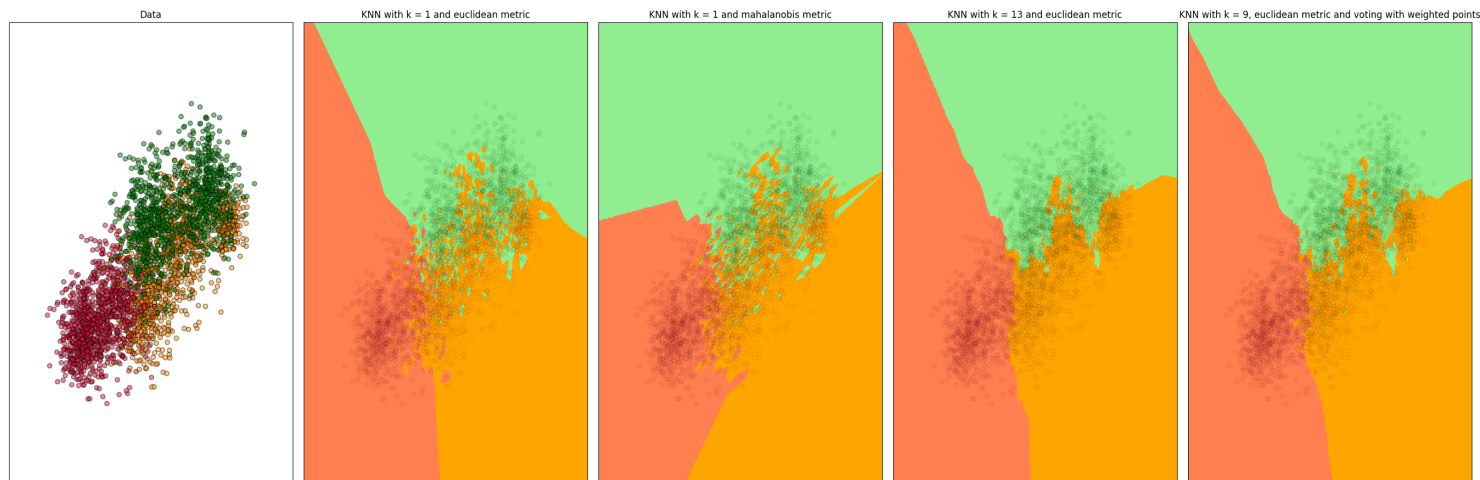 Data
KNN with k = 1 and euclidean metric
KNN with k = 1 and mahalanobis metric
KNN with k = 13 and euclidean metric
KNN with k = 9, euclidean metric and voting with weighted points